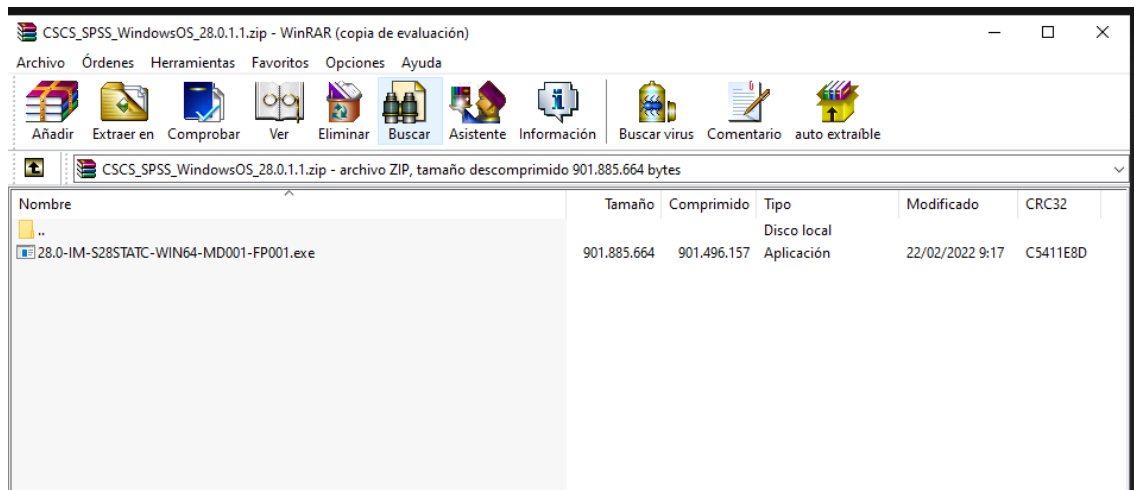 CSCS_SPSS_WindowsOS_28.0.1.1.zip - WinRAR (copia de evaluación)
Archivo Órdenes Herramientas Favoritos Opciones Ayuda
Añadir Extraer en Comprobar Ver Eliminar Buscar Asistente Información Buscar virus Comentario auto extraíble
CSCS_SPSS_WindowsOS_28.0.1.1.zip - archivo ZIP, tamaño descomprimido 901.885.664 bytes
Nombre Tamaño Comprimido Tipo Modificado CRC32
.. Disco local
28.0-IM-S28STATC-WIN64-MD001-FP001.exe 901.885.664 901.496.157 Aplicación 22/02/2022 9:17 C5411E8D